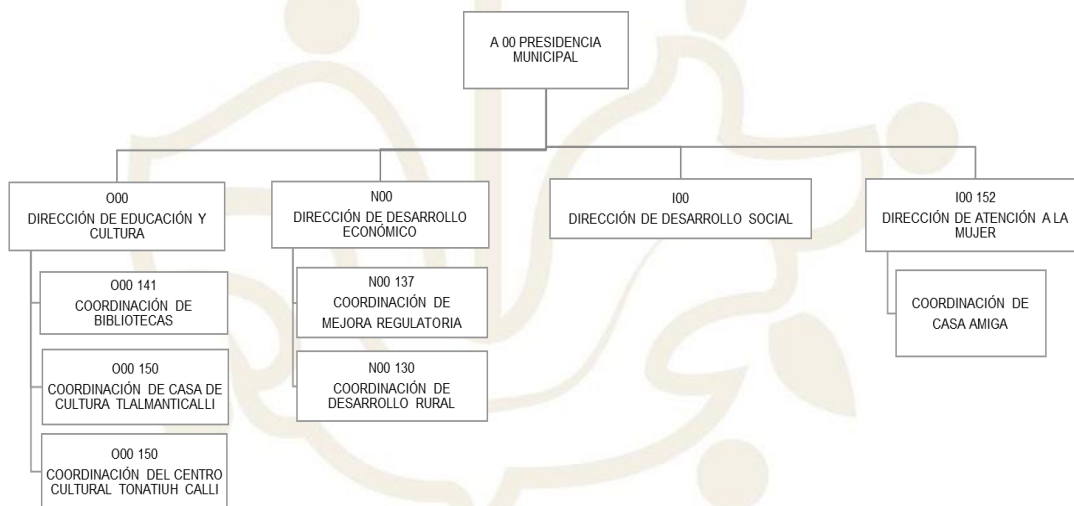 A 00 PRESIDENCIA
MUNICIPAL
O00
DIRECCIÓN DE EDUCACIÓN Y
CULTURA
N00
DIRECCIÓN DE DESARROLLO
ECONÓMICO
I00
DIRECCIÓN DE DESARROLLO SOCIAL
I00 152
DIRECCIÓN DE ATENCIÓN A LA
MUJER
O00 141
COORDINACIÓN DE
BIBLIOTECAS
O00 150
COORDINACIÓN DE CASA DE
CULTURA TLALMANTICALLI
O00 150
COORDINACIÓN DEL CENTRO
CULTURAL TONATIUH CALLI
N00 137
COORDINACIÓN DE
MEJORA REGULATORIA
N00 130
COORDINACIÓN DE
DESARROLLO RURAL
COORDINACIÓN DE
CASA AMIGA